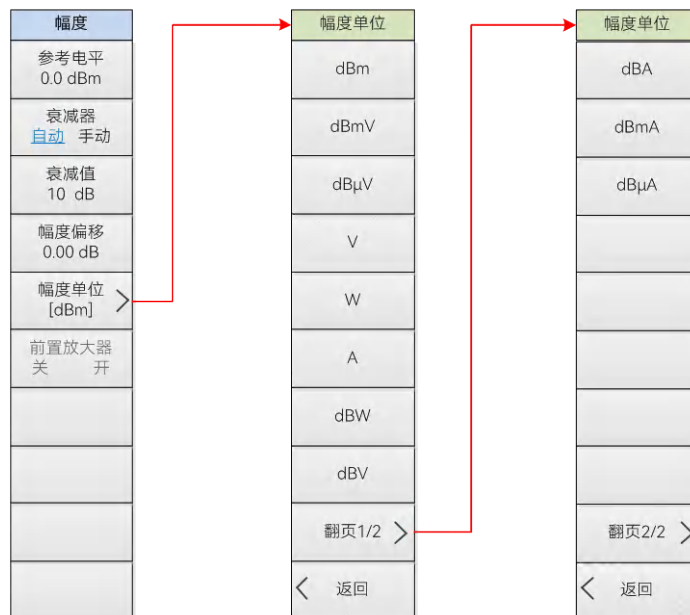 幅度
参考电平
0.0 dBm
衰减器
自动 手动
衰减值
10 dB
幅度偏移
0.00 dB
幅度单位
[dBm]
前置放大器
关 开
幅度单位
dBm
dBmV
dBμV
V
W
A
dBW
dBV
翻页1/2
返回
幅度单位
dBA
dBmA
dBμA
翻页2/2
返回